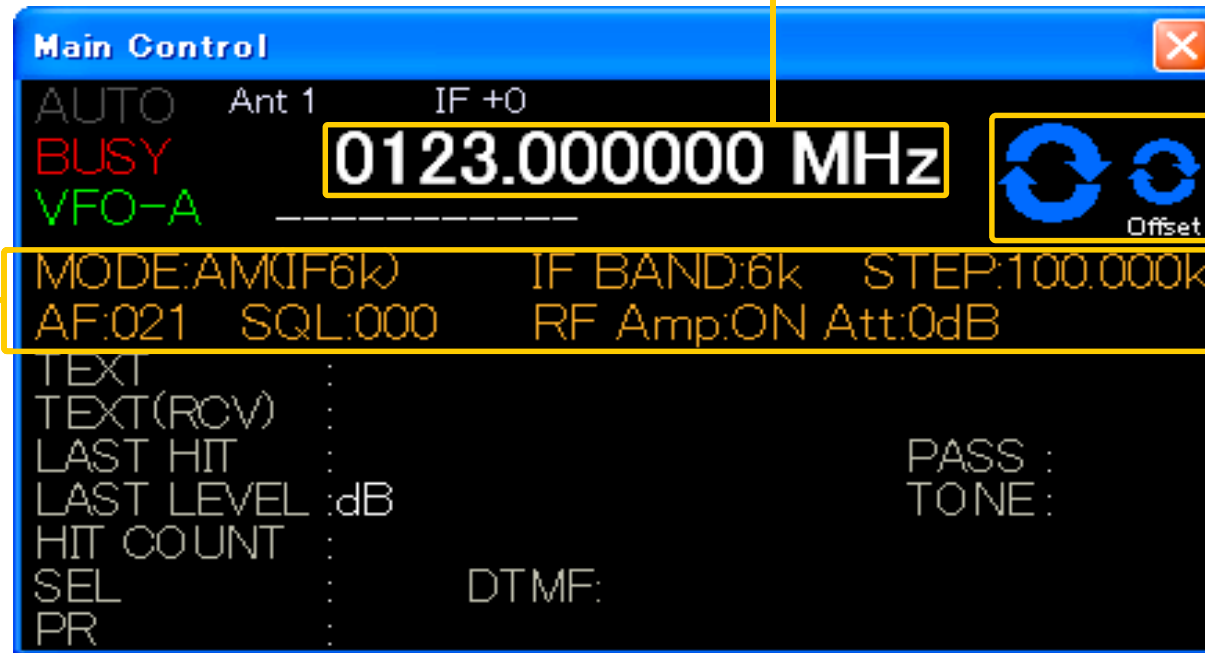 Main Control
AUTO Ant 1 IF +0
BUSY 0123.000000 MHz
VFO-A ___________ Offset
MODE:AM(IF6k) IF BAND:6k STEP:100.000k
AF:021 SQL:000 RF Amp:ON Att:0dB
TEXT :
TEXT(RCV) :
LAST HIT : PASS :
LAST LEVEL :dB TONE :
HIT COUNT :
SEL : DTMF:
PR :